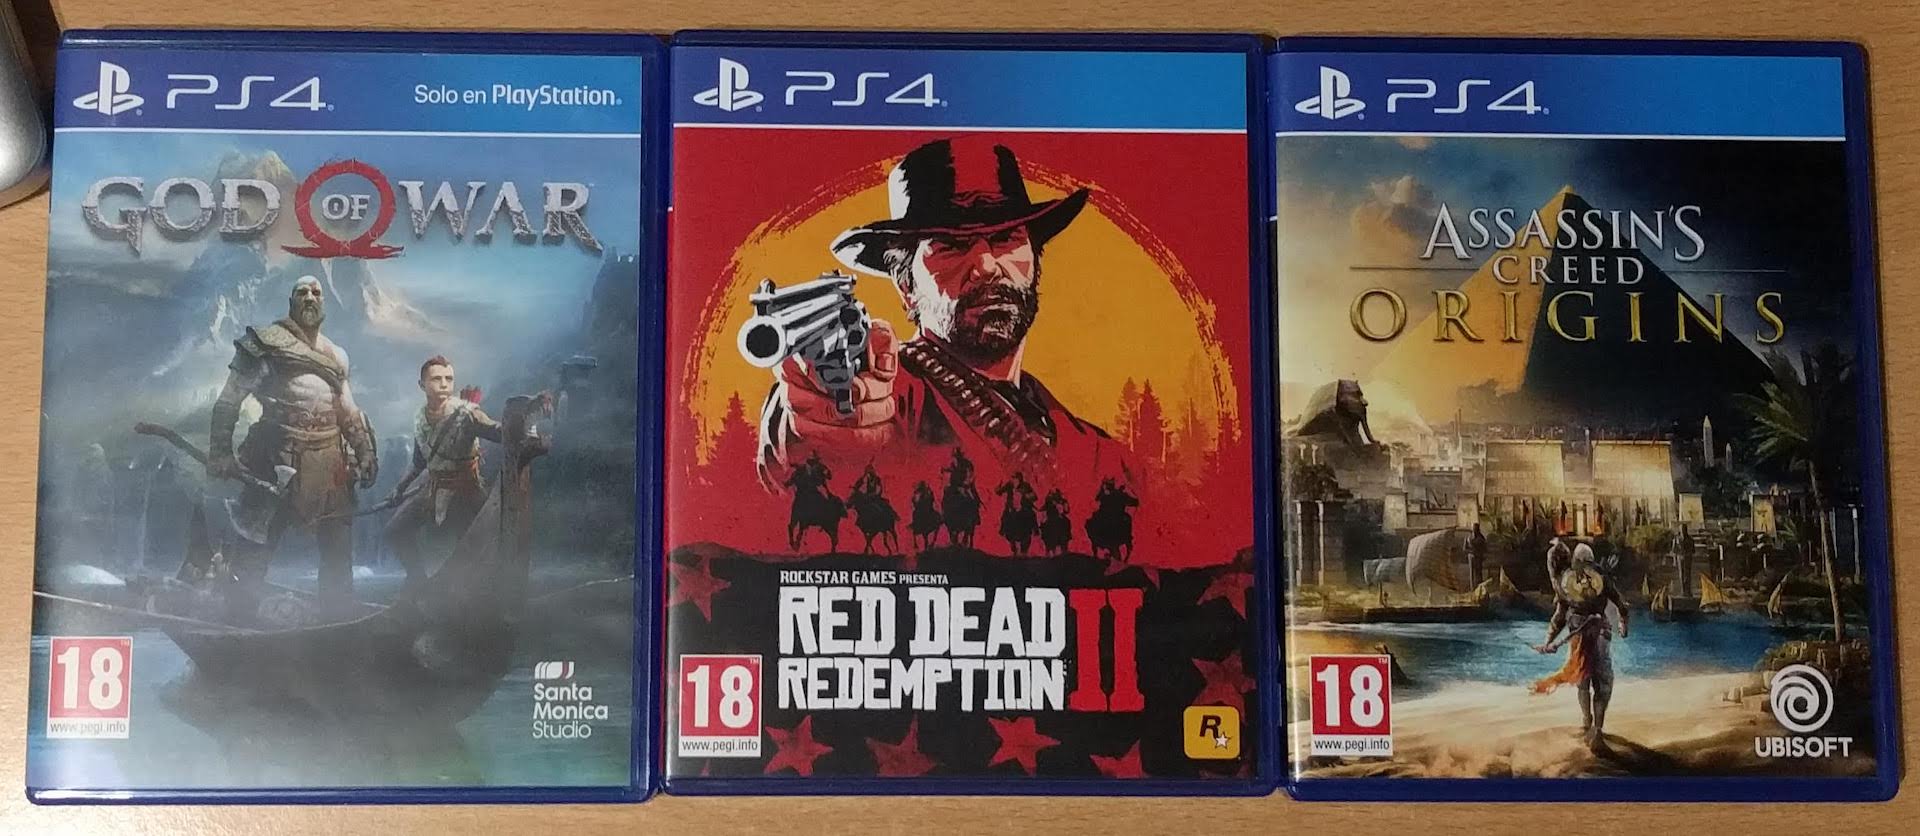 PS4
Solo en PlayStation.
GOD OF WAR
18
www.pegi.info
Santa
Monica
Studio
PS4
ROCKSTAR GAMES PRESENTA
RED DEAD
REDEMPTION II
18
www.pegi.info
R
PS4
ASSASSIN'S
CREED
ORIGINS
18
www.pegi.info
UBISOFT